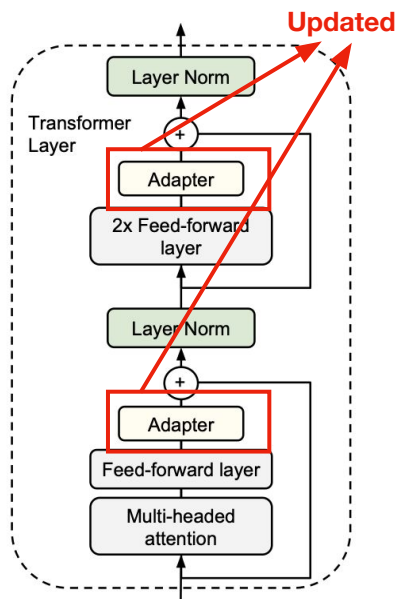 Updated
Layer Norm
Transformer
Layer
+
Adapter
2x Feed-forward
layer
Layer Norm
+
Adapter
Feed-forward layer
Multi-headed
attention